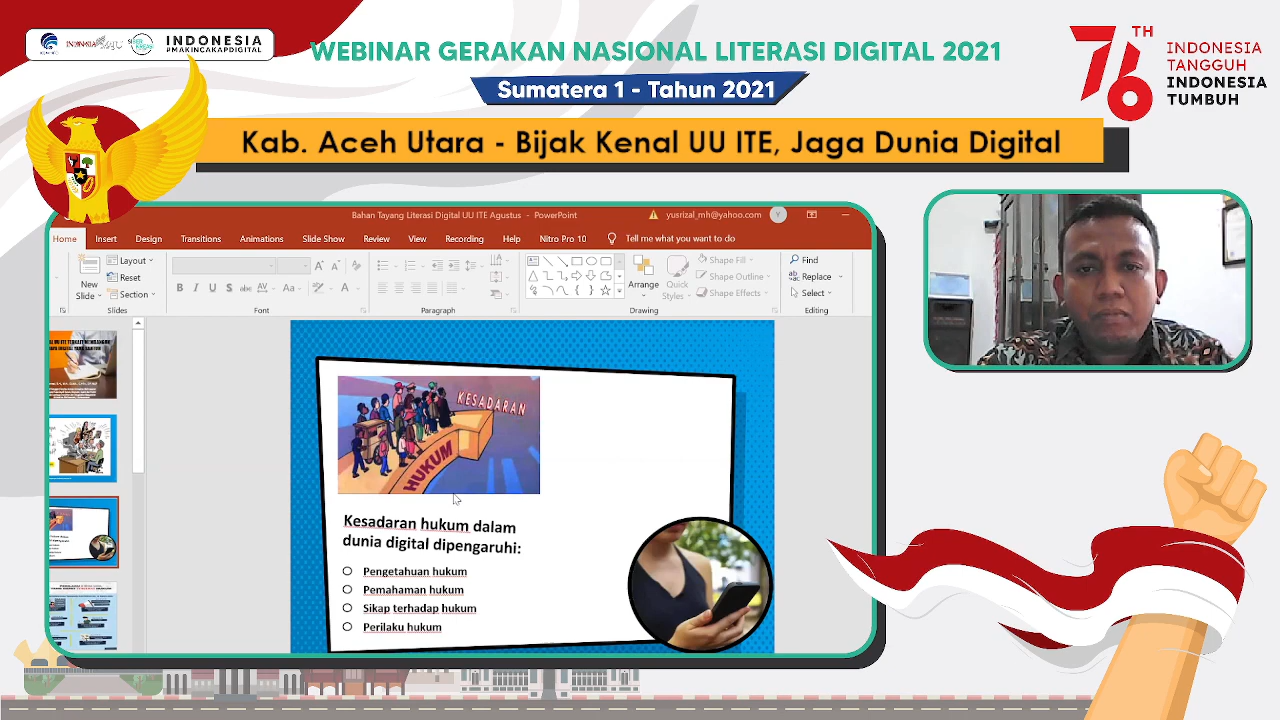 INDONESIA
#MAKINCAKAPDIGITAL
WEBINAR GERAKAN NASIONAL LITERASI DIGITAL 2021
Sumatera 1 - Tahun 2021
76TH
INDONESIA
TANGGUH
INDONESIA
TUMBUH
Kab. Aceh Utara - Bijak Kenal UU ITE, Jaga Dunia Digital
Bahan Tayang Literasi Digital UU ITE Agustus - PowerPoint
yusrizal_mh@yahoo.com
Y
Home Insert Design Transitions Animations Slide Show Review View Recording Help Nitro Pro 10 Tell me what you want to do
New
Slide
Layout
Reset
Section
Slides
B I U S abc AV Aa A
Font
Paragraph
Arrange
Quick
Styles
Shape Fill
Shape Outline
Shape Effects
Drawing
Find
Replace
Select
Editing
KESADARAN
HUKUM
Kesadaran hukum dalam
dunia digital dipengaruhi:
Pengetahuan hukum
Pemahaman hukum
Sikap terhadap hukum
Perilaku hukum